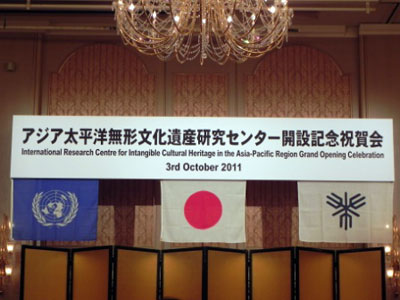 アジア太平洋無形文化遺産研究センター開設記念祝賀会
International Research Centre for Intangible Cultural Heritage in the Asia-Pacific Region Grand Opening Celebration
3rd October 2011